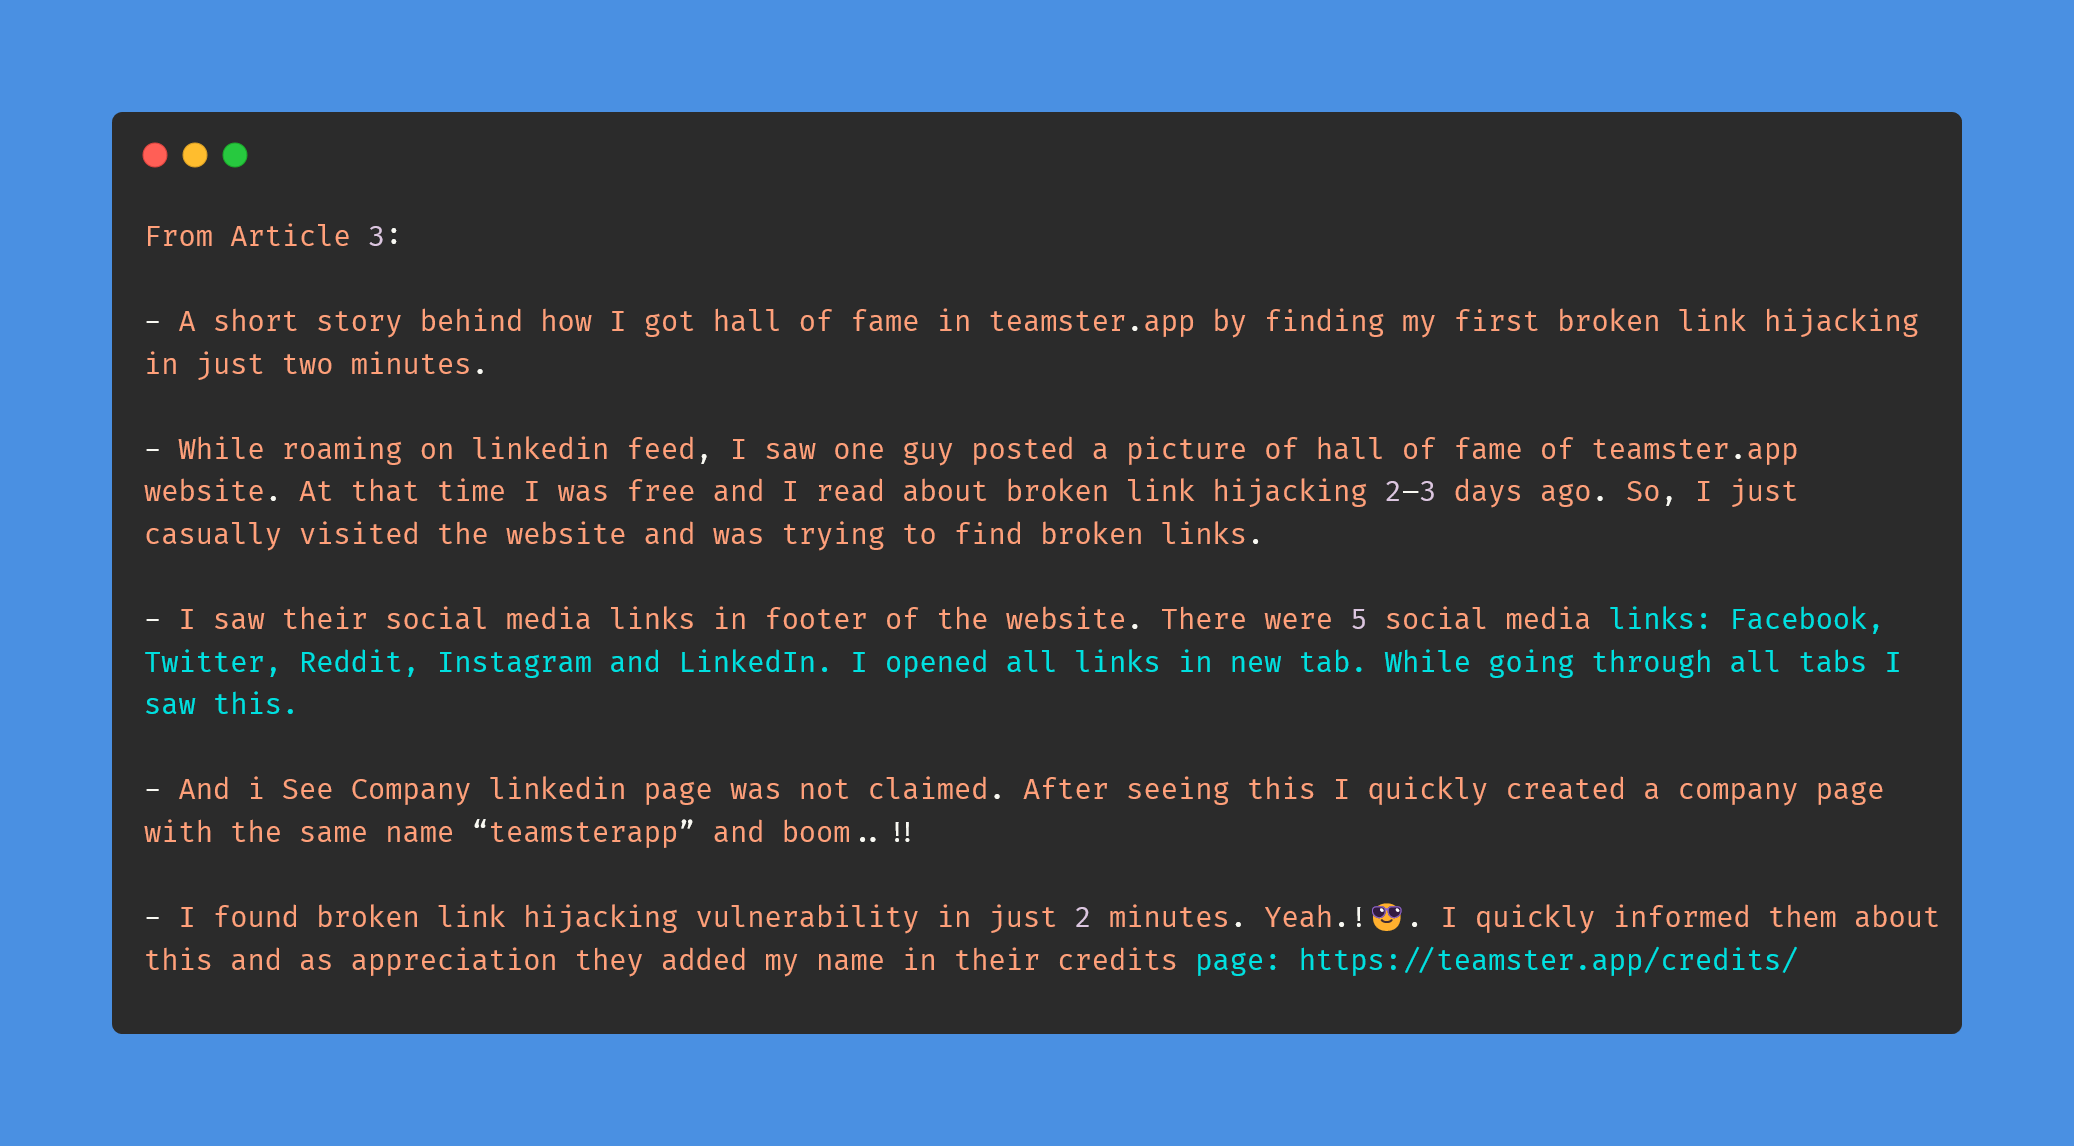 From Article 3:
- A short story behind how I got hall of fame in teamster.app by finding my first broken link hijacking
in just two minutes.
- While roaming on linkedin feed, I saw one guy posted a picture of hall of fame of teamster.app
website. At that time I was free and I read about broken link hijacking 2–3 days ago. So, I just
casually visited the website and was trying to find broken links.
- I saw their social media links in footer of the website. There were 5 social media links: Facebook,
Twitter, Reddit, Instagram and LinkedIn. I opened all links in new tab. While going through all tabs I
saw this.
- And i See Company linkedin page was not claimed. After seeing this I quickly created a company page
with the same name “teamsterapp” and boom..!!
- I found broken link hijacking vulnerability in just 2 minutes. Yeah.!😎. I quickly informed them about
this and as appreciation they added my name in their credits page: https://teamster.app/credits/